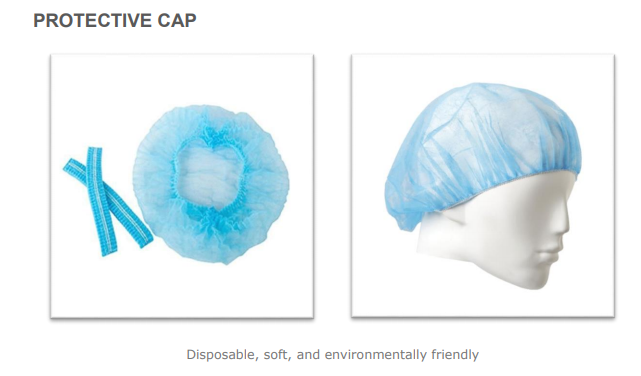 PROTECTIVE CAP
Disposable, soft, and environmentally friendly